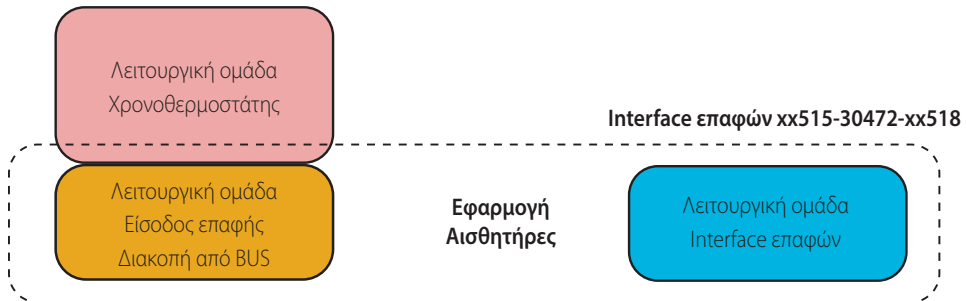 Λειτουργική ομάδα
Χρονοθερμοστάτης
Interface επαφών xx515-30472-xx518
Λειτουργική ομάδα
Είσοδος επαφής
Διακοπή από BUS
Εφαρμογή
Αισθητήρες
Λειτουργική ομάδα
Interface επαφών